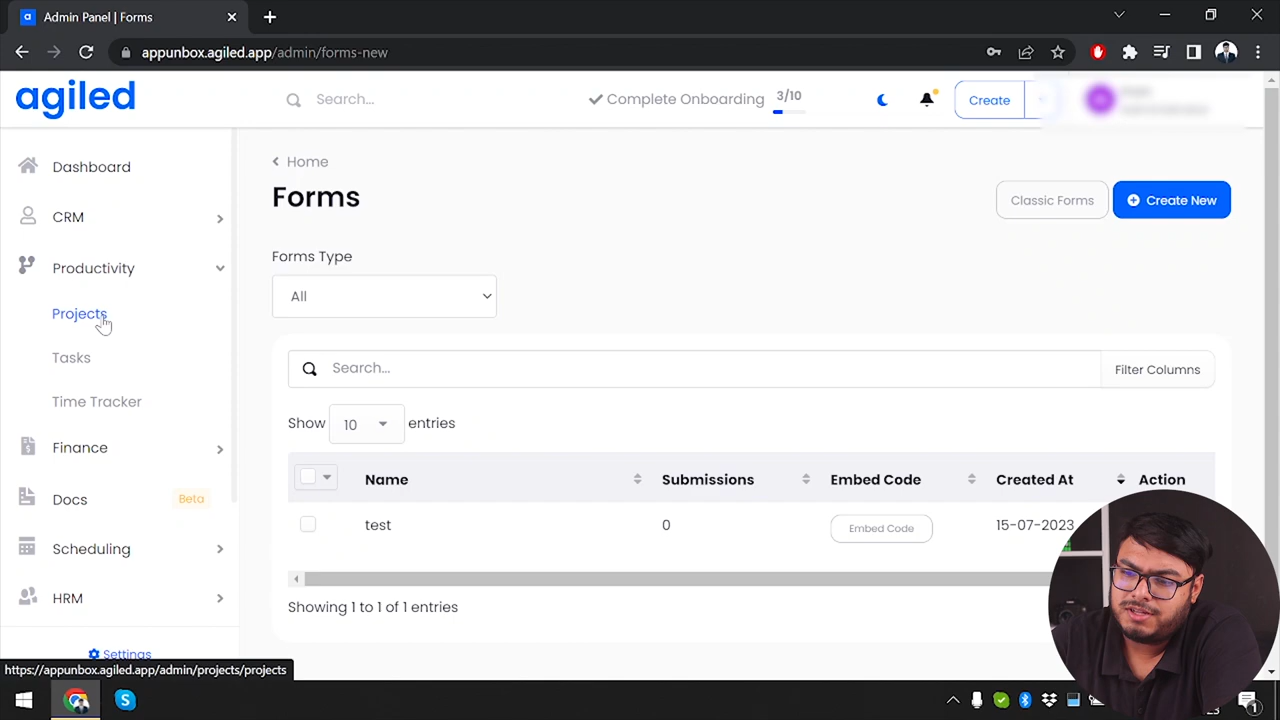 Admin Panel | Forms
appunbox.agiled.app/admin/forms-new
agiled
Search...
Complete Onboarding 3/10
Create
Dashboard
CRM
Productivity
Projects
Tasks
Time Tracker
Finance
Docs Beta
Scheduling
HRM
Settings
Home
Forms
Classic Forms
Create New
Forms Type
All
Search...
Filter Columns
Show 10 entries
Name Submissions Embed Code Created At Action
test 0 Embed Code 15-07-2023
Showing 1 to 1 of 1 entries
https://appunbox.agiled.app/admin/projects/projects